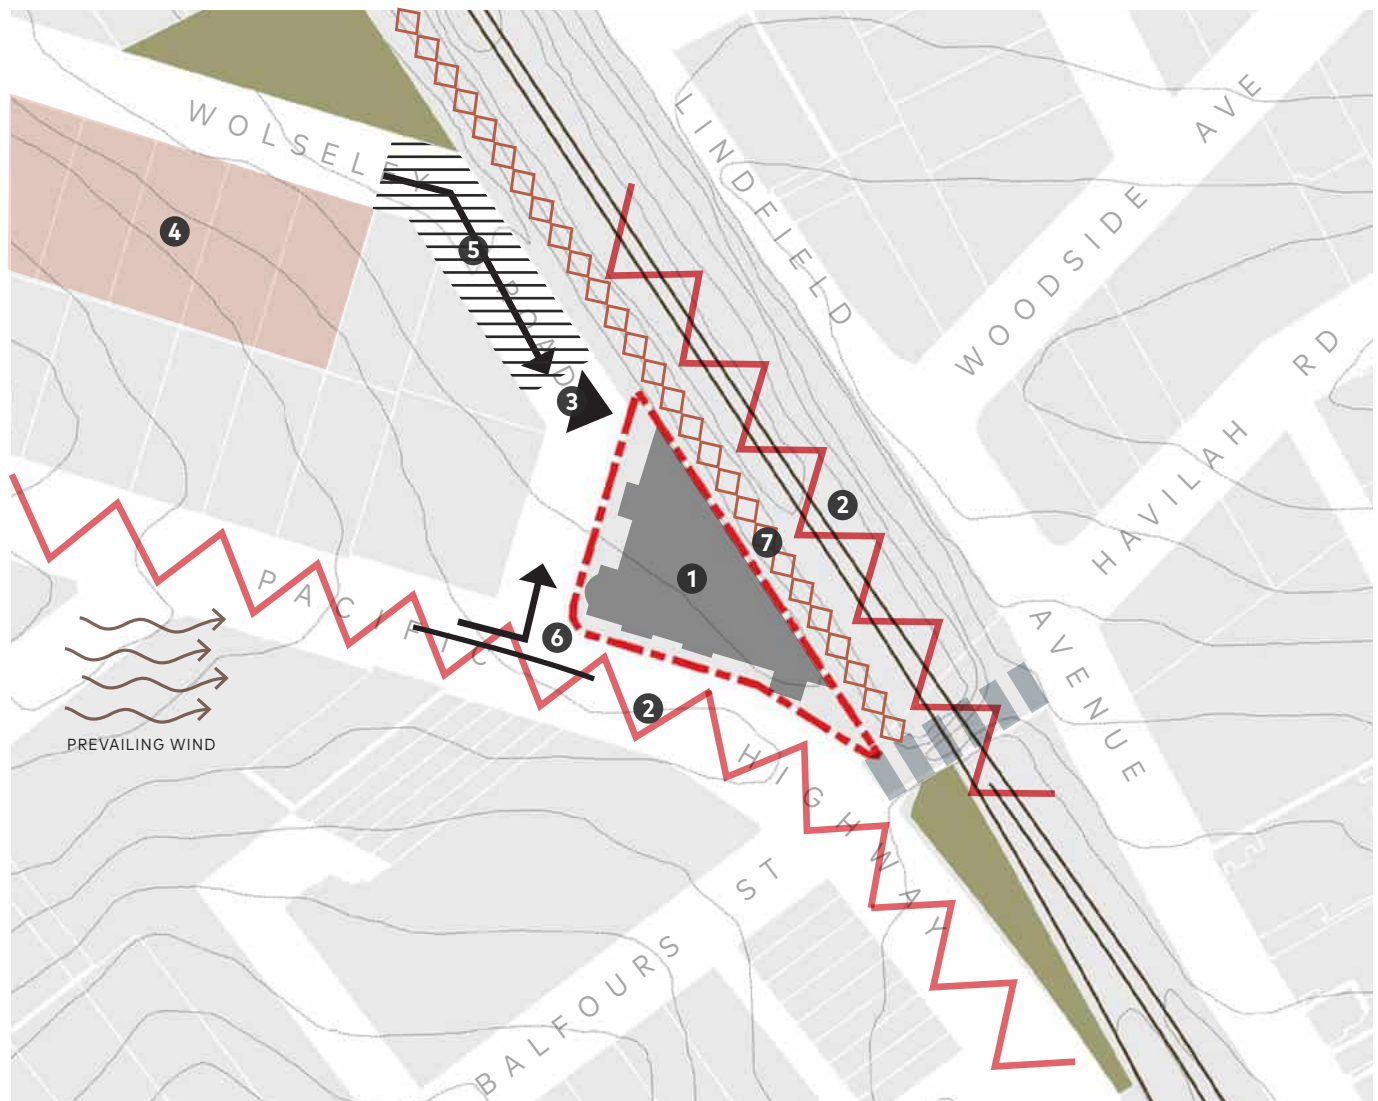 WOLSELEY ROAD
LINDFIELD AVENUE
WOODSIDE AVE
HAVILAH RD
4
5
3
2
7
1
6
2
PACIFIC HIGHWAY
PREVAILING WIND
BALFOURS ST